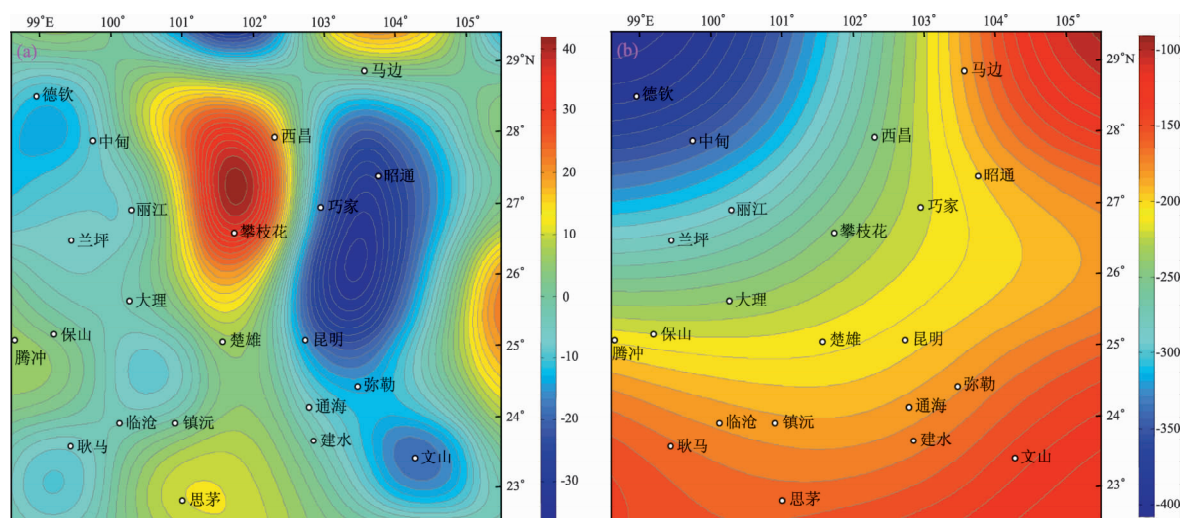 99°E 100° 101° 102° 103° 104° 105°
(a)
29°N
28°
27°
26°
25°
24°
23°
马边
德钦
西昌
中甸
昭通
丽江
巧家
攀枝花
兰坪
大理
保山
楚雄
昆明
腾冲
弥勒
通海
临沧
镇沅
建水
耿马
文山
思茅
40
30
20
10
0
-10
-20
-30
99°E 100° 101° 102° 103° 104° 105°
(b)
29°N
28°
27°
26°
25°
24°
23°
马边
德钦
西昌
中甸
昭通
丽江
巧家
攀枝花
兰坪
大理
保山
楚雄
昆明
腾冲
弥勒
通海
临沧
镇沅
建水
耿马
文山
思茅
-100
-150
-200
-250
-300
-350
-400